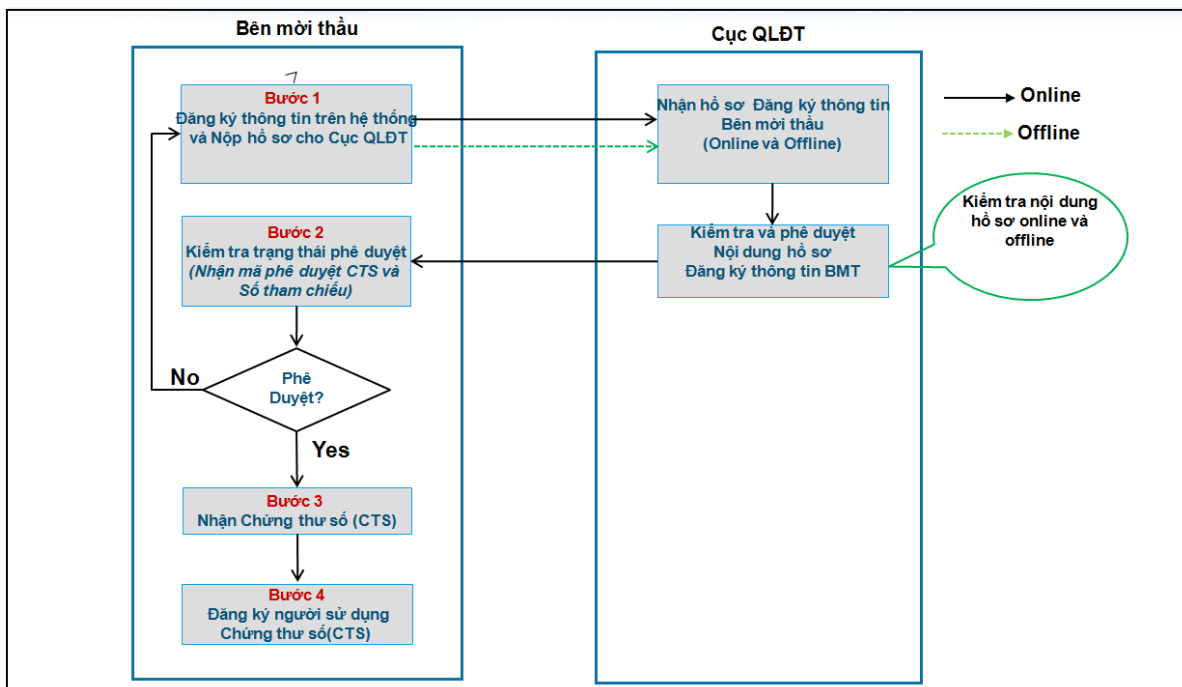 Bên mời thầu
Bước 1
Đăng ký thông tin trên hệ thống
và Nộp hồ sơ cho Cục QLĐT
Bước 2
Kiểm tra trạng thái phê duyệt
(Nhận mã phê duyệt CTS và
Số tham chiếu)
Phê
Duyệt?
No
Yes
Bước 3
Nhận Chứng thư số (CTS)
Bước 4
Đăng ký người sử dụng
Chứng thư số(CTS)
Cục QLĐT
Nhận hồ sơ Đăng ký thông tin
Bên mời thầu
(Online và Offline)
Kiểm tra và phê duyệt
Nội dung hồ sơ
Đăng ký thông tin BMT
Online
Offline
Kiểm tra nội dung
hồ sơ online và
offline